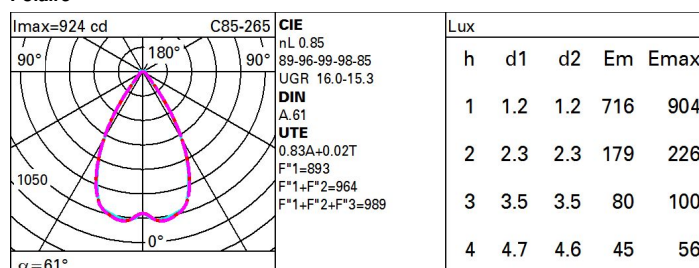 Imax=924 cd C85-265
90° 180° 90°
1050
0°
α=61°
CIE
nL 0.85
89-96-99-98-85
UGR 16.0-15.3
DIN
A.61
UTE
0.83A+0.02T
F"1=893
F"1+F"2=964
F"1+F"2+F"3=989
Lux
h d1 d2 Em Emax
1 1.2 1.2 716 904
2 2.3 2.3 179 226
3 3.5 3.5 80 100
4 4.7 4.6 45 56